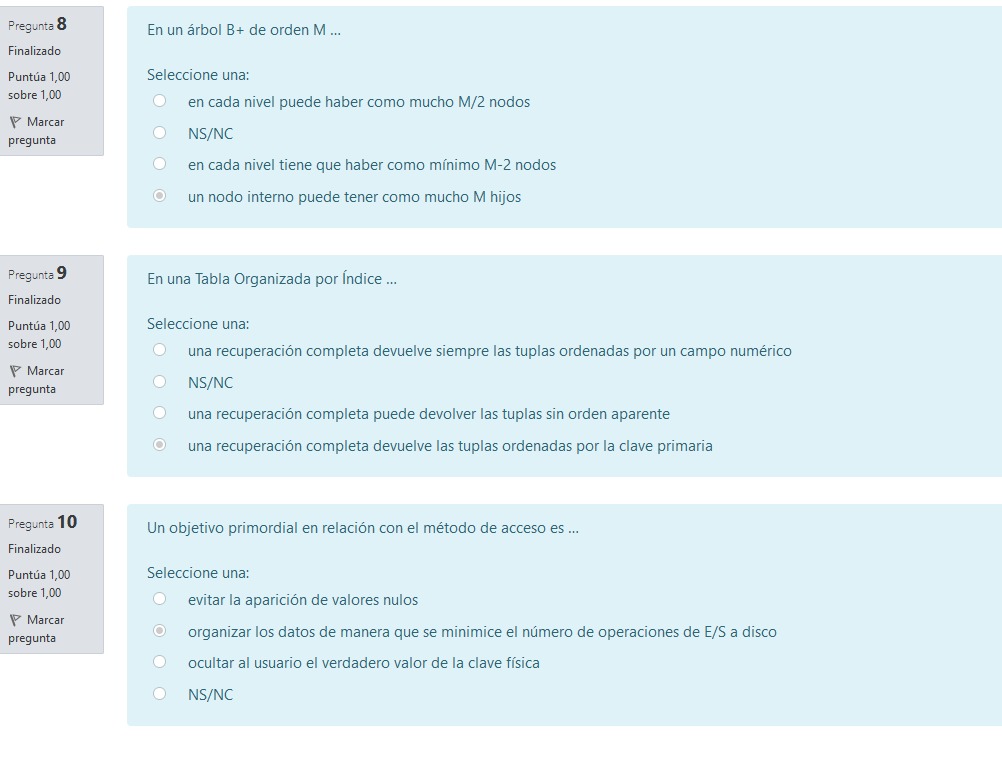 Pregunta 8
Finalizado
Puntúa 1,00
sobre 1,00
Marcar
pregunta
En un árbol B+ de orden M ...
Seleccione una:
en cada nivel puede haber como mucho M/2 nodos
NS/NC
en cada nivel tiene que haber como mínimo M-2 nodos
un nodo interno puede tener como mucho M hijos
Pregunta 9
Finalizado
Puntúa 1,00
sobre 1,00
Marcar
pregunta
En una Tabla Organizada por Índice ...
Seleccione una:
una recuperación completa devuelve siempre las tuplas ordenadas por un campo numérico
NS/NC
una recuperación completa puede devolver las tuplas sin orden aparente
una recuperación completa devuelve las tuplas ordenadas por la clave primaria
Pregunta 10
Finalizado
Puntúa 1,00
sobre 1,00
Marcar
pregunta
Un objetivo primordial en relación con el método de acceso es ...
Seleccione una:
evitar la aparición de valores nulos
organizar los datos de manera que se minimice el número de operaciones de E/S a disco
ocultar al usuario el verdadero valor de la clave física
NS/NC